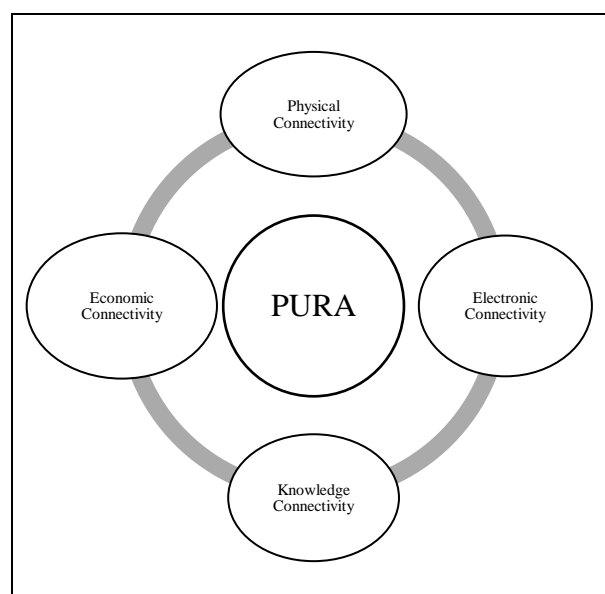 Physical
Connectivity
Economic
Connectivity
PURA
Electronic
Connectivity
Knowledge
Connectivity